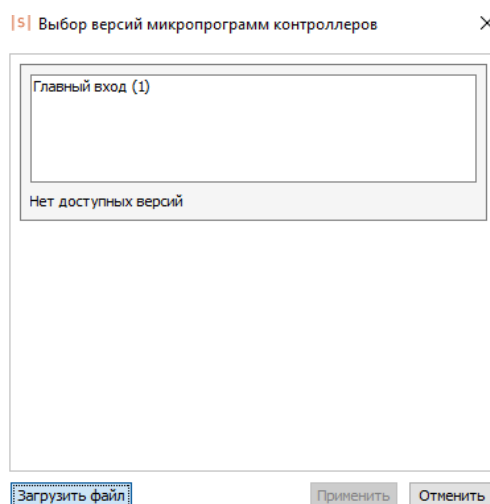 |S| Выбор версий микропрограмм контроллеров
Главный вход (1)
Нет доступных версий
Загрузить файл
Применить
Отменить